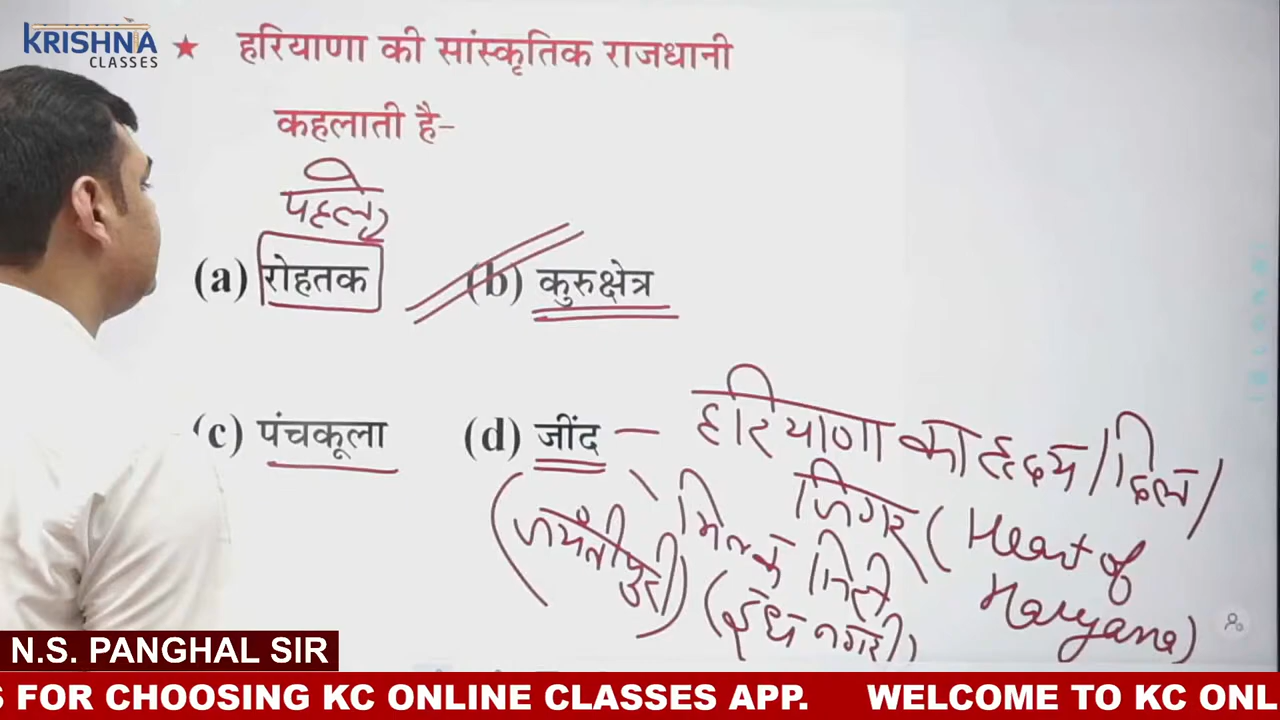 KRISHNA
CLASSES
★ हरियाणा की सांस्कृतिक राजधानी
कहलाती है-
पहले
(a) रोहतक
(b) कुरुक्षेत्र
(c) पंचकूला
(d) जींद — हरियाणा का हृदय / दिल /
जिगर (Heart of
Haryana)
(जयंतीपुरी)
मिल्क सिटी
(दूध नगरी)
N.S. PANGHAL SIR
S FOR CHOOSING KC ONLINE CLASSES APP. WELCOME TO KC ONL